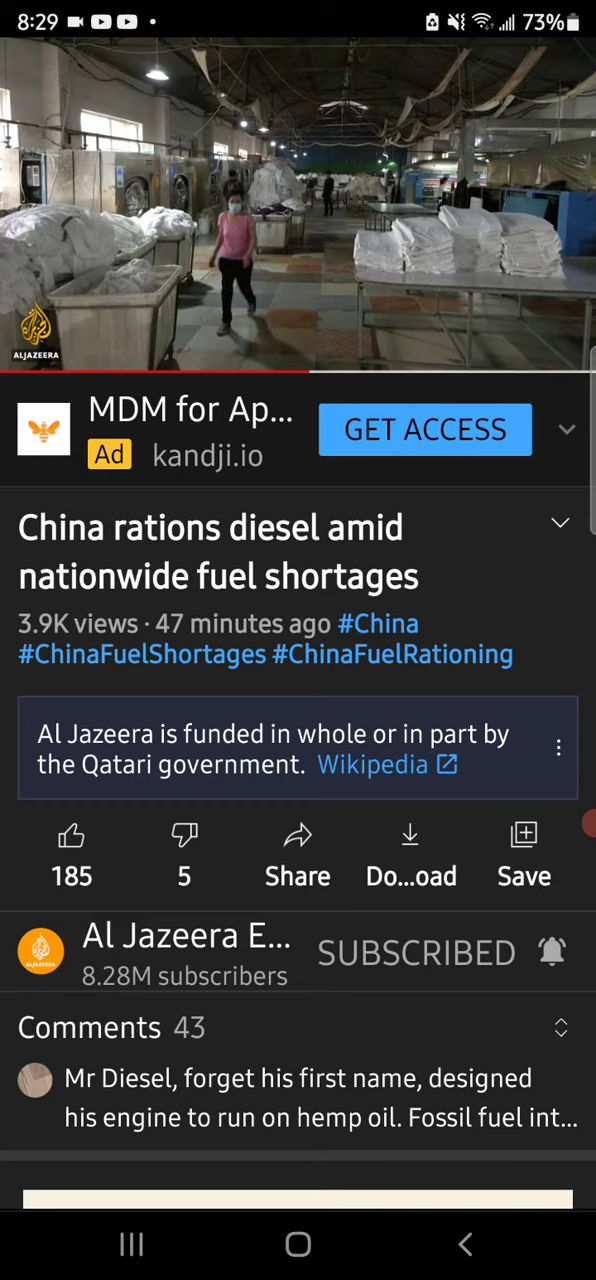 8:29
73%
ALJAZEERA
MDM for Ap...
GET ACCESS
Ad kandji.io
China rations diesel amid
nationwide fuel shortages
3.9K views · 47 minutes ago #China
#ChinaFuelShortages #ChinaFuelRationing
Al Jazeera is funded in whole or in part by
the Qatari government. Wikipedia
185 5 Share Do...oad Save
Al Jazeera E...
SUBSCRIBED
8.28M subscribers
ALJAZEERA
Comments 43
Mr Diesel, forget his first name, designed
his engine to run on hemp oil. Fossil fuel int...